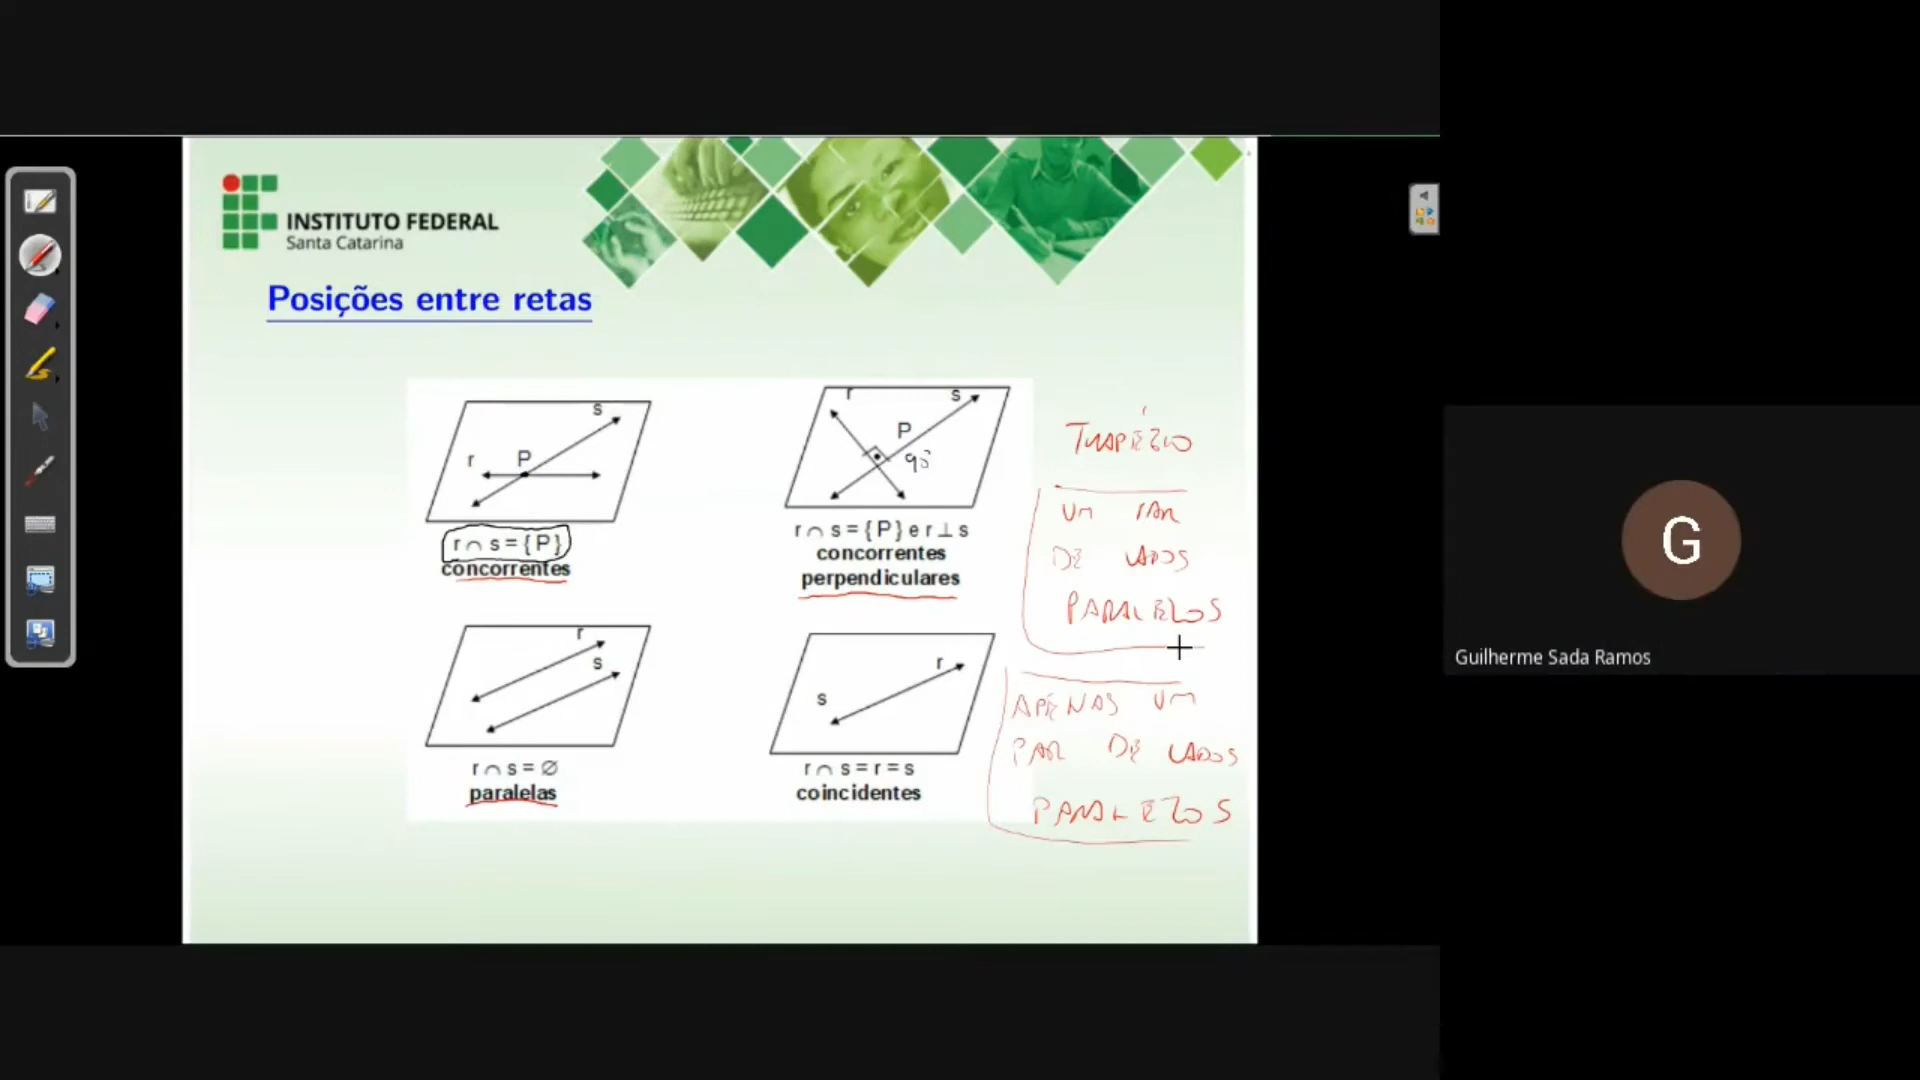 INSTITUTO FEDERAL
Santa Catarina
Posições entre retas
s
r
P
r ∩ s = { P }
concorrentes
r
s
P
90°
r ∩ s = { P } e r ⊥ s
concorrentes
perpendiculares
r
s
r ∩ s = ∅
paralelas
r
s
r ∩ s = r = s
coincidentes
TRAPÉZIO
UM PAR
DE LADOS
PARALELOS
APENAS UM
PAR DE LADOS
PARALELOS
G
Guilherme Sada Ramos